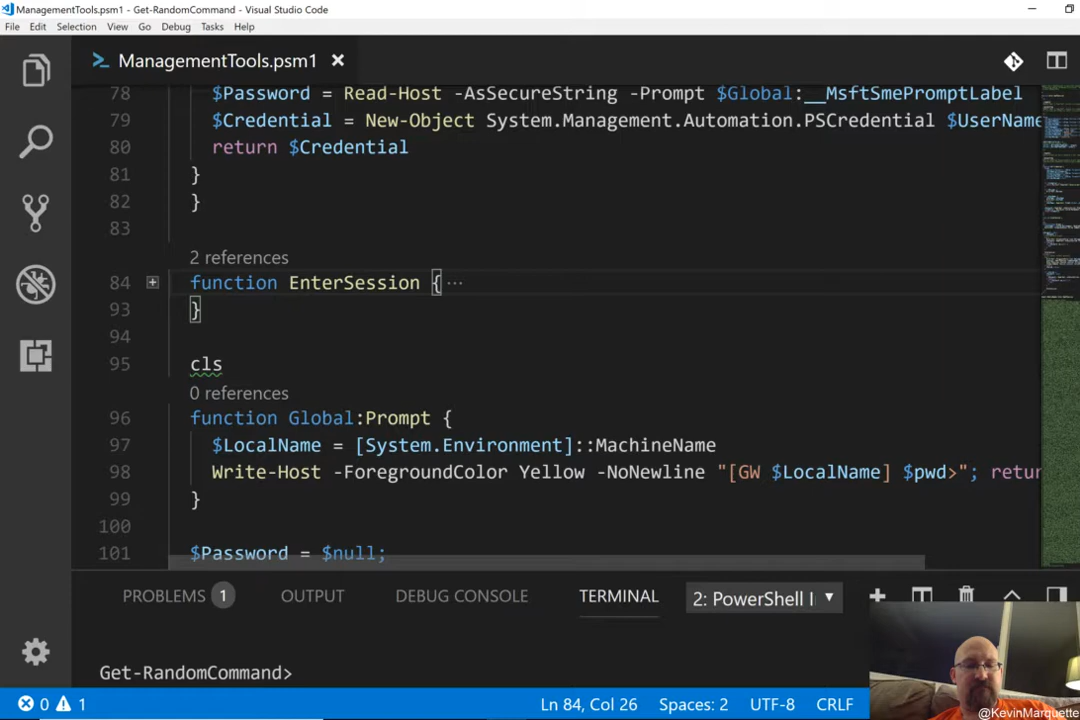 ManagementTools.psm1 - Get-RandomCommand - Visual Studio Code
File Edit Selection View Go Debug Tasks Help
ManagementTools.psm1
78 $Password = Read-Host -AsSecureString -Prompt $Global:__MsftSmePromptLabel
79 $Credential = New-Object System.Management.Automation.PSCredential $UserName
80 return $Credential
81 }
82 }
83
2 references
84 function EnterSession { ...
93 }
94
95 cls
0 references
96 function Global:Prompt {
97 $LocalName = [System.Environment]::MachineName
98 Write-Host -ForegroundColor Yellow -NoNewline "[GW $LocalName] $pwd>"; retur
99 }
100
101 $Password = $null;
PROBLEMS 1 OUTPUT DEBUG CONSOLE TERMINAL 2: PowerShell I
Get-RandomCommand>
0 1 Ln 84, Col 26 Spaces: 2 UTF-8 CRLF
@KevinMarquette